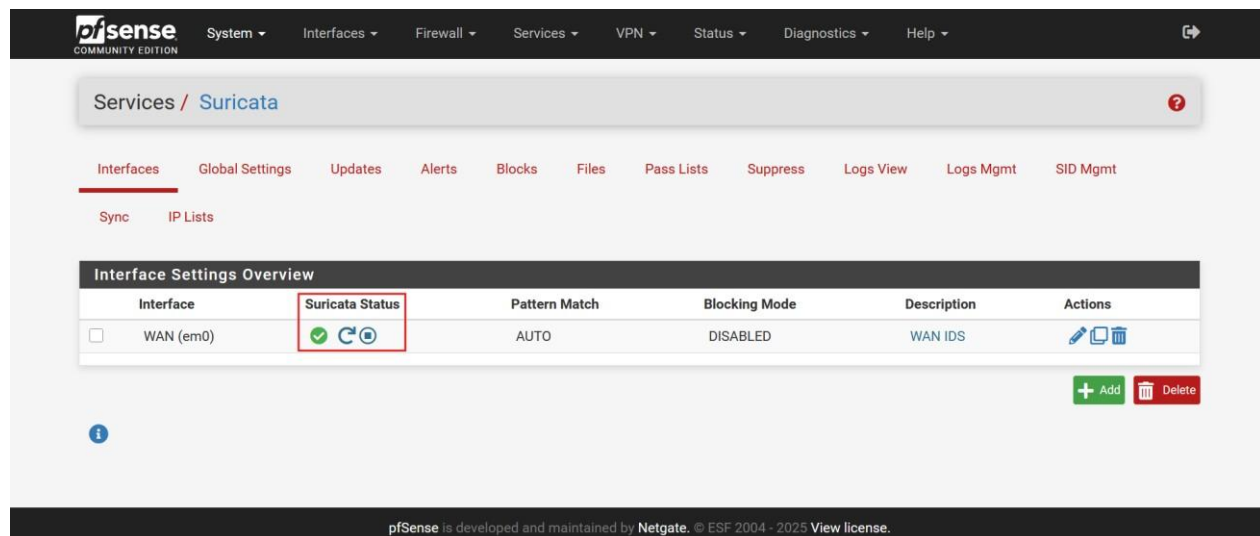 pfsense
COMMUNITY EDITION
System Interfaces Firewall Services VPN Status Diagnostics Help
Services / Suricata
Interfaces Global Settings Updates Alerts Blocks Files Pass Lists Suppress Logs View Logs Mgmt SID Mgmt
Sync IP Lists
Interface Settings Overview
Interface Suricata Status Pattern Match Blocking Mode Description Actions
WAN (em0) AUTO DISABLED WAN IDS
Add Delete
pfSense is developed and maintained by Netgate. © ESF 2004 - 2025 View license.